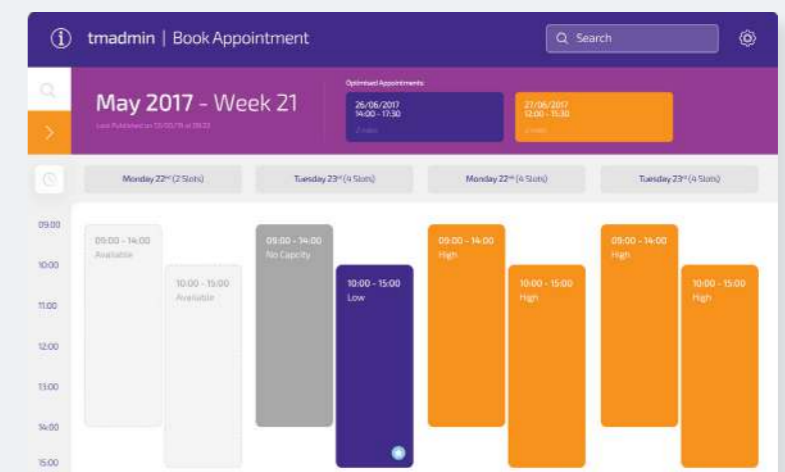 tmadmin | Book Appointment
Search
Optimised Appointments:
May 2017 - Week 21
26/06/2017
14:00 - 17:30
27/06/2017
12:00 - 15:30
Monday 22nd (2 Slots)
Tuesday 23rd (4 Slots)
Monday 22nd (4 Slots)
Tuesday 23rd (4 Slots)
09:00
09:00 - 14:00
Available
09:00 - 14:00
No Capcity
09:00 - 14:00
High
09:00 - 14:00
High
10:00
10:00 - 15:00
Available
10:00 - 15:00
Low
10:00 - 15:00
High
10:00 - 15:00
High
11:00
12:00
13:00
14:00
15:00